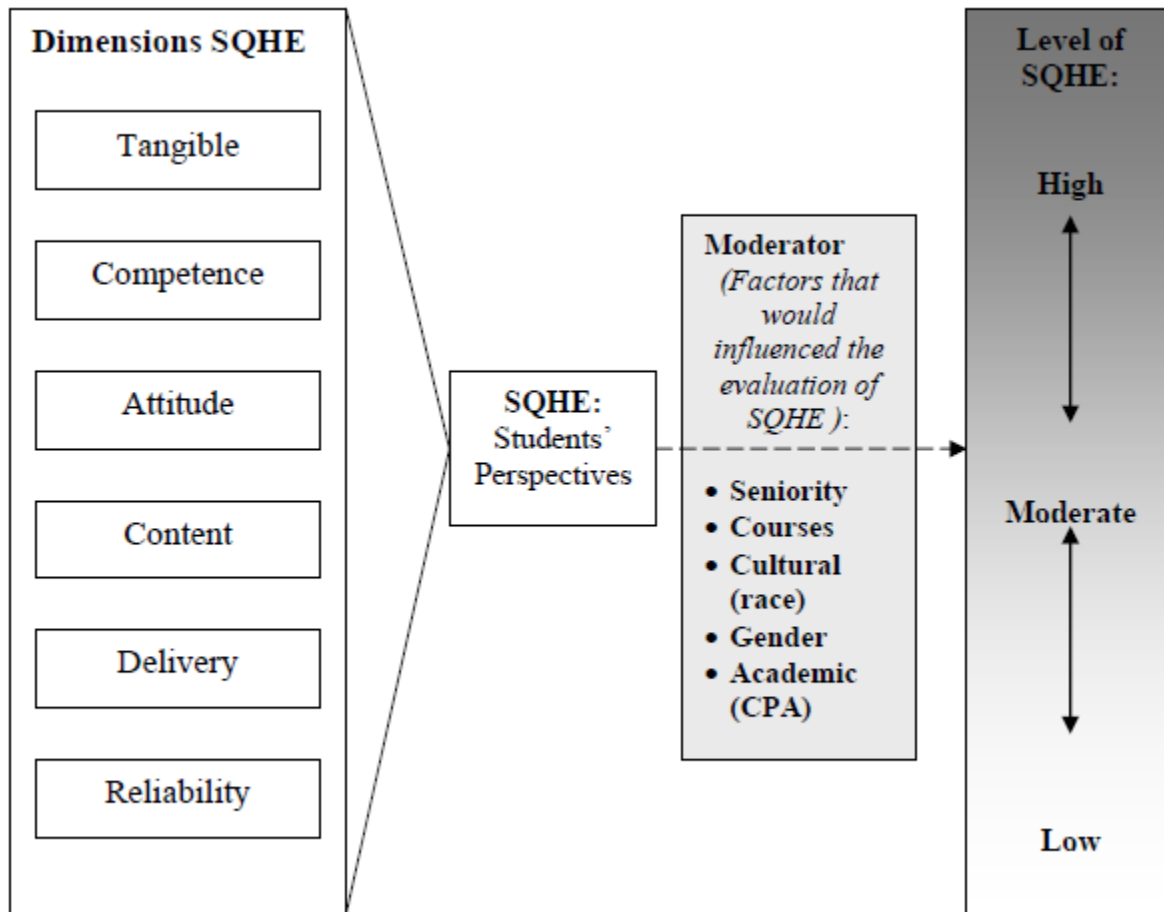 Dimensions SQHE
Tangible
Competence
Attitude
Content
Delivery
Reliability
SQHE:
Students’
Perspectives
Moderator
(Factors that
would
influenced the
evaluation of
SQHE ):
• Seniority
• Courses
• Cultural
(race)
• Gender
• Academic
(CPA)
Level of
SQHE:
High
Moderate
Low